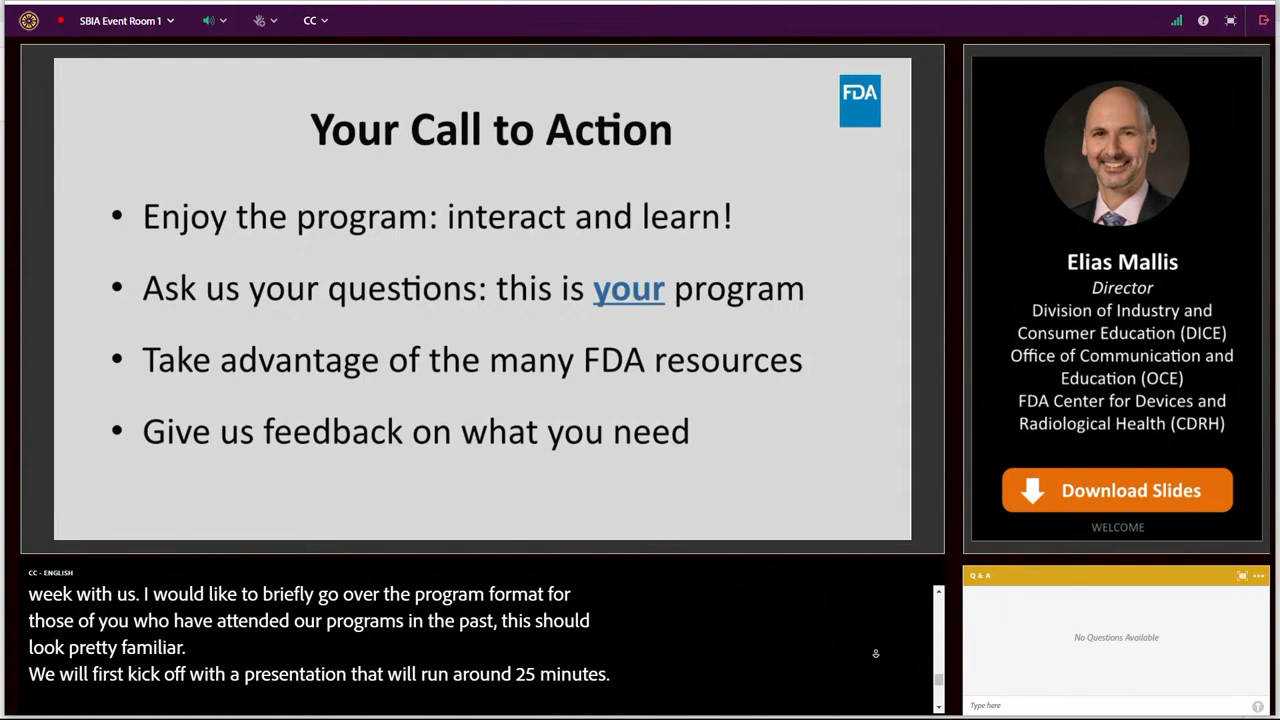 SBIA Event Room 1
CC
FDA
Your Call to Action
• Enjoy the program: interact and learn!
• Ask us your questions: this is your program
• Take advantage of the many FDA resources
• Give us feedback on what you need
Elias Mallis
Director
Division of Industry and
Consumer Education (DICE)
Office of Communication and
Education (OCE)
FDA Center for Devices and
Radiological Health (CDRH)
Download Slides
WELCOME
CC - ENGLISH
week with us. I would like to briefly go over the program format for
those of you who have attended our programs in the past, this should
look pretty familiar.
We will first kick off with a presentation that will run around 25 minutes.
Q & A
No Questions Available
Type here